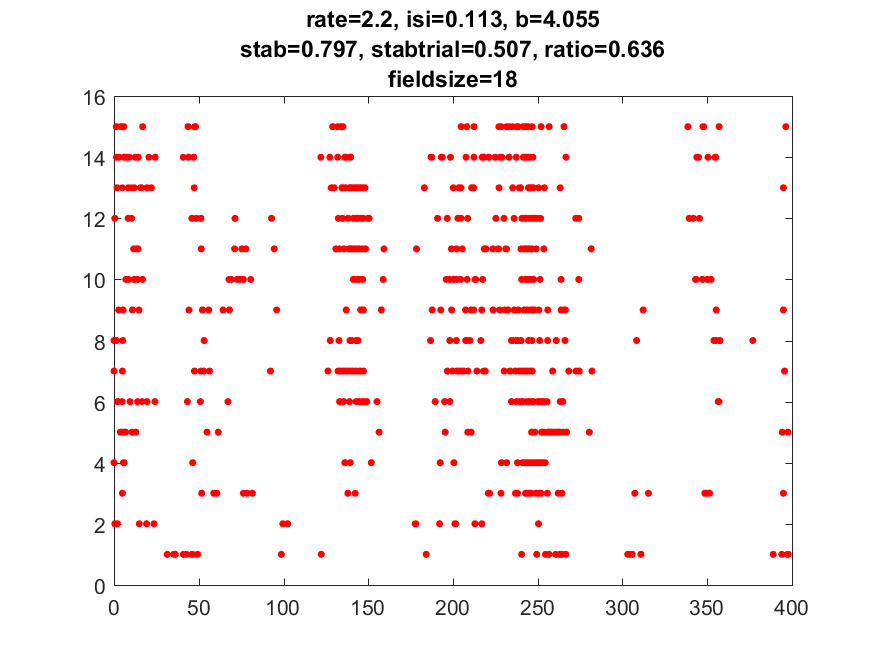 rate=2.2, isi=0.113, b=4.055
stab=0.797, stabtrial=0.507, ratio=0.636
fieldsize=18
16
14
12
10
8
6
4
2
0
0 50 100 150 200 250 300 350 400